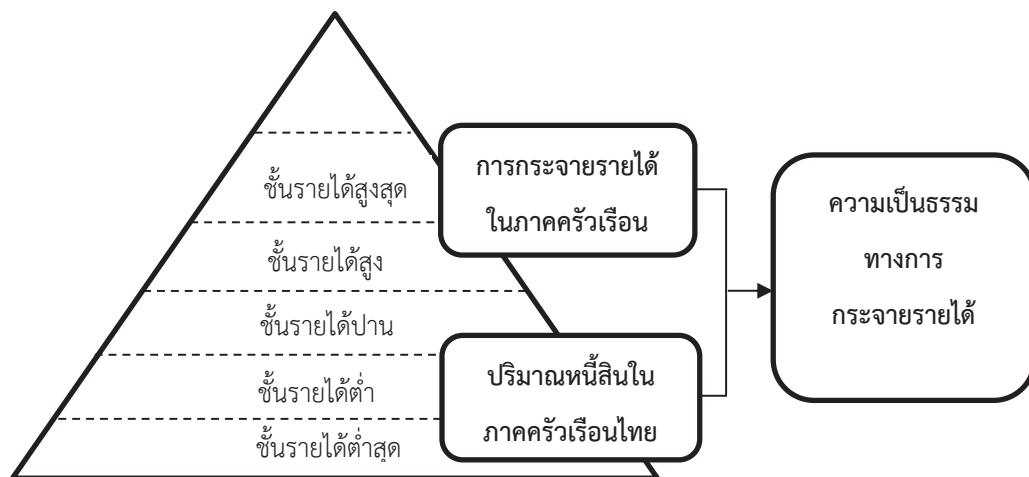 การกระจายรายได้
ในภาคครัวเรือน
ชั้นรายได้สูงสุด
ชั้นรายได้สูง
ชั้นรายได้ปาน
ชั้นรายได้ต่ำ
ชั้นรายได้ต่ำสุด
ปริมาณหนี้สินใน
ภาคครัวเรือนไทย
ความเป็นธรรม
ทางการ
กระจายรายได้